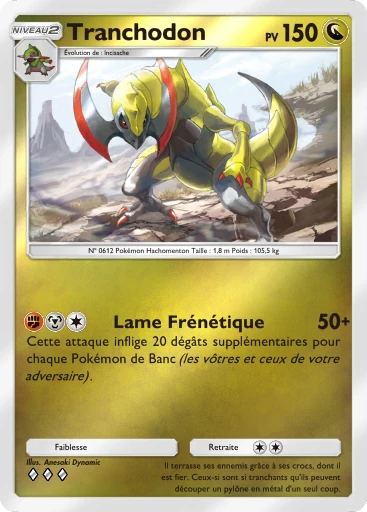 NIVEAU 2 Tranchodon PV 150
Évolution de : Incisache
N° 0612 Pokémon Hachomenton Taille : 1,8 m Poids : 105,5 kg
Lame Frénétique 50+
Cette attaque inflige 20 dégâts supplémentaires pour
chaque Pokémon de Banc (les vôtres et ceux de votre
adversaire).
Faiblesse Retraite
Illus. Anesaki Dynamic
Il terrasse ses ennemis grâce à ses crocs, dont il
est fier. Ceux-si sont si tranchants qu'ils peuvent
découper un pylône en métal d'un seul coup.